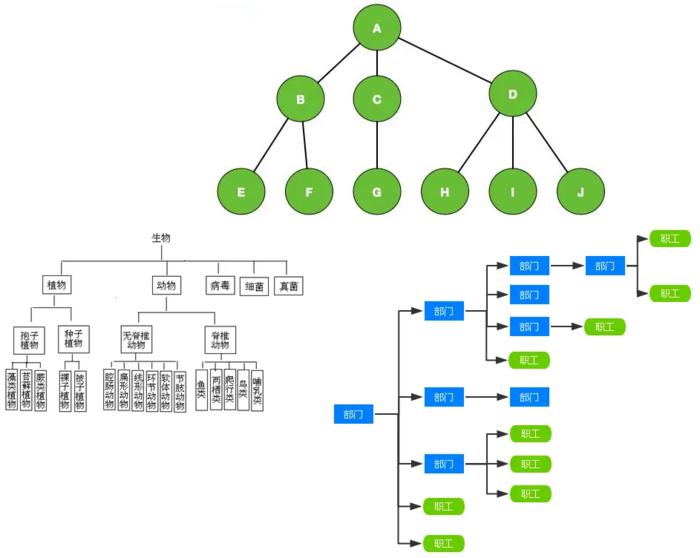 A
B
C
D
E
F
G
H
I
J
生物
植物
动物
病毒
细菌
真菌
孢子植物
种子植物
无脊椎动物
脊椎动物
藻类植物
苔藓植物
蕨类植物
裸子植物
被子植物
腔肠动物
扁形动物
线形动物
环节动物
软体动物
节肢动物
鱼类
两栖类
爬行类
鸟类
哺乳类
职工
部门
部门
职工
部门
部门
部门
职工
职工
部门
部门
部门
职工
部门
职工
职工
职工
职工